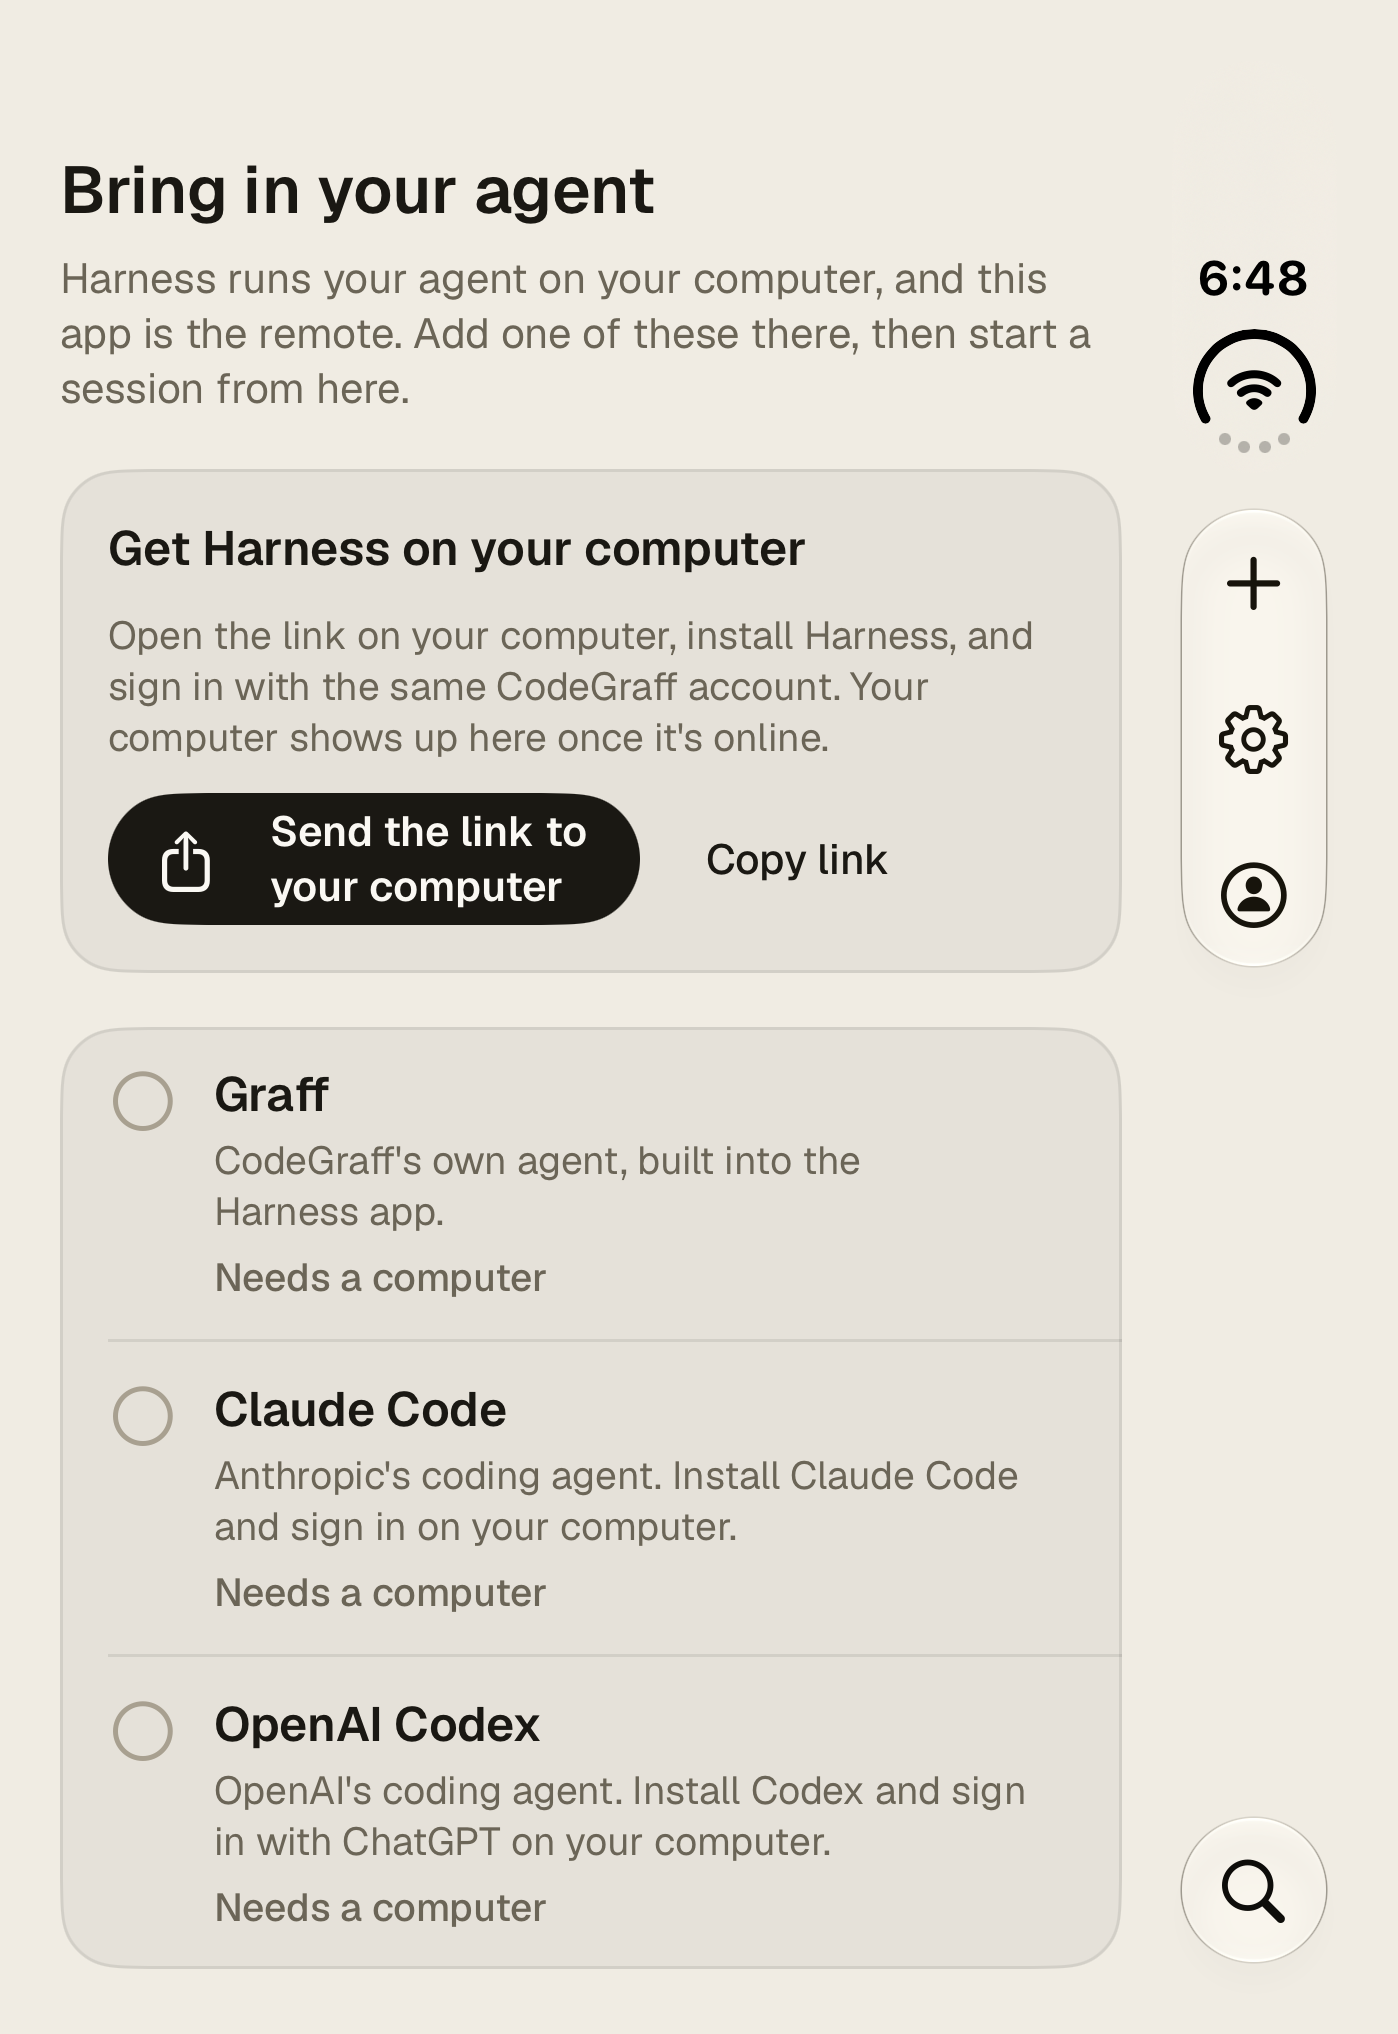 Bring in your agent
Harness runs your agent on your computer, and this
app is the remote. Add one of these there, then start a
session from here.
6:48
Get Harness on your computer
Open the link on your computer, install Harness, and
sign in with the same CodeGraff account. Your
computer shows up here once it's online.
Send the link to
your computer
Copy link
Graff
CodeGraff's own agent, built into the
Harness app.
Needs a computer
Claude Code
Anthropic's coding agent. Install Claude Code
and sign in on your computer.
Needs a computer
OpenAI Codex
OpenAI's coding agent. Install Codex and sign
in with ChatGPT on your computer.
Needs a computer